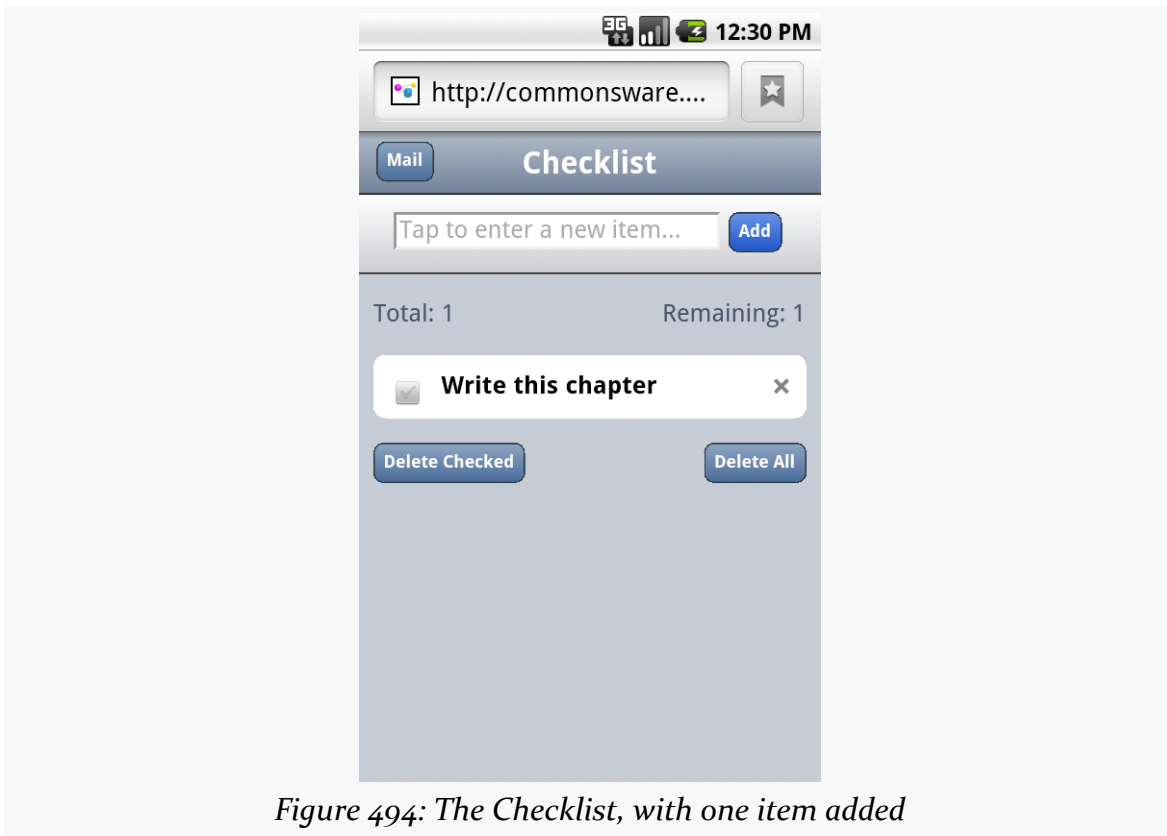 3G 12:30 PM
http://commonsware....
Mail Checklist
Tap to enter a new item... Add
Total: 1 Remaining: 1
Write this chapter ×
Delete Checked Delete All
Figure 494: The Checklist, with one item added